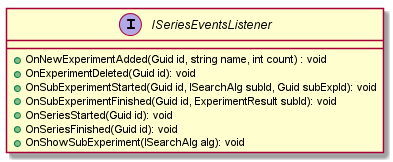 I ISeriesEventsListener
OnNewExperimentAdded(Guid id, string name, int count) : void
OnExperimentDeleted(Guid id): void
OnSubExperimentStarted(Guid id, ISearchAlg subId, Guid subExpId): void
OnSubExperimentFinished(Guid id, ExperimentResult subId): void
OnSeriesStarted(Guid id): void
OnSeriesFinished(Guid id): void
OnShowSubExperiment(ISearchAlg alg): void